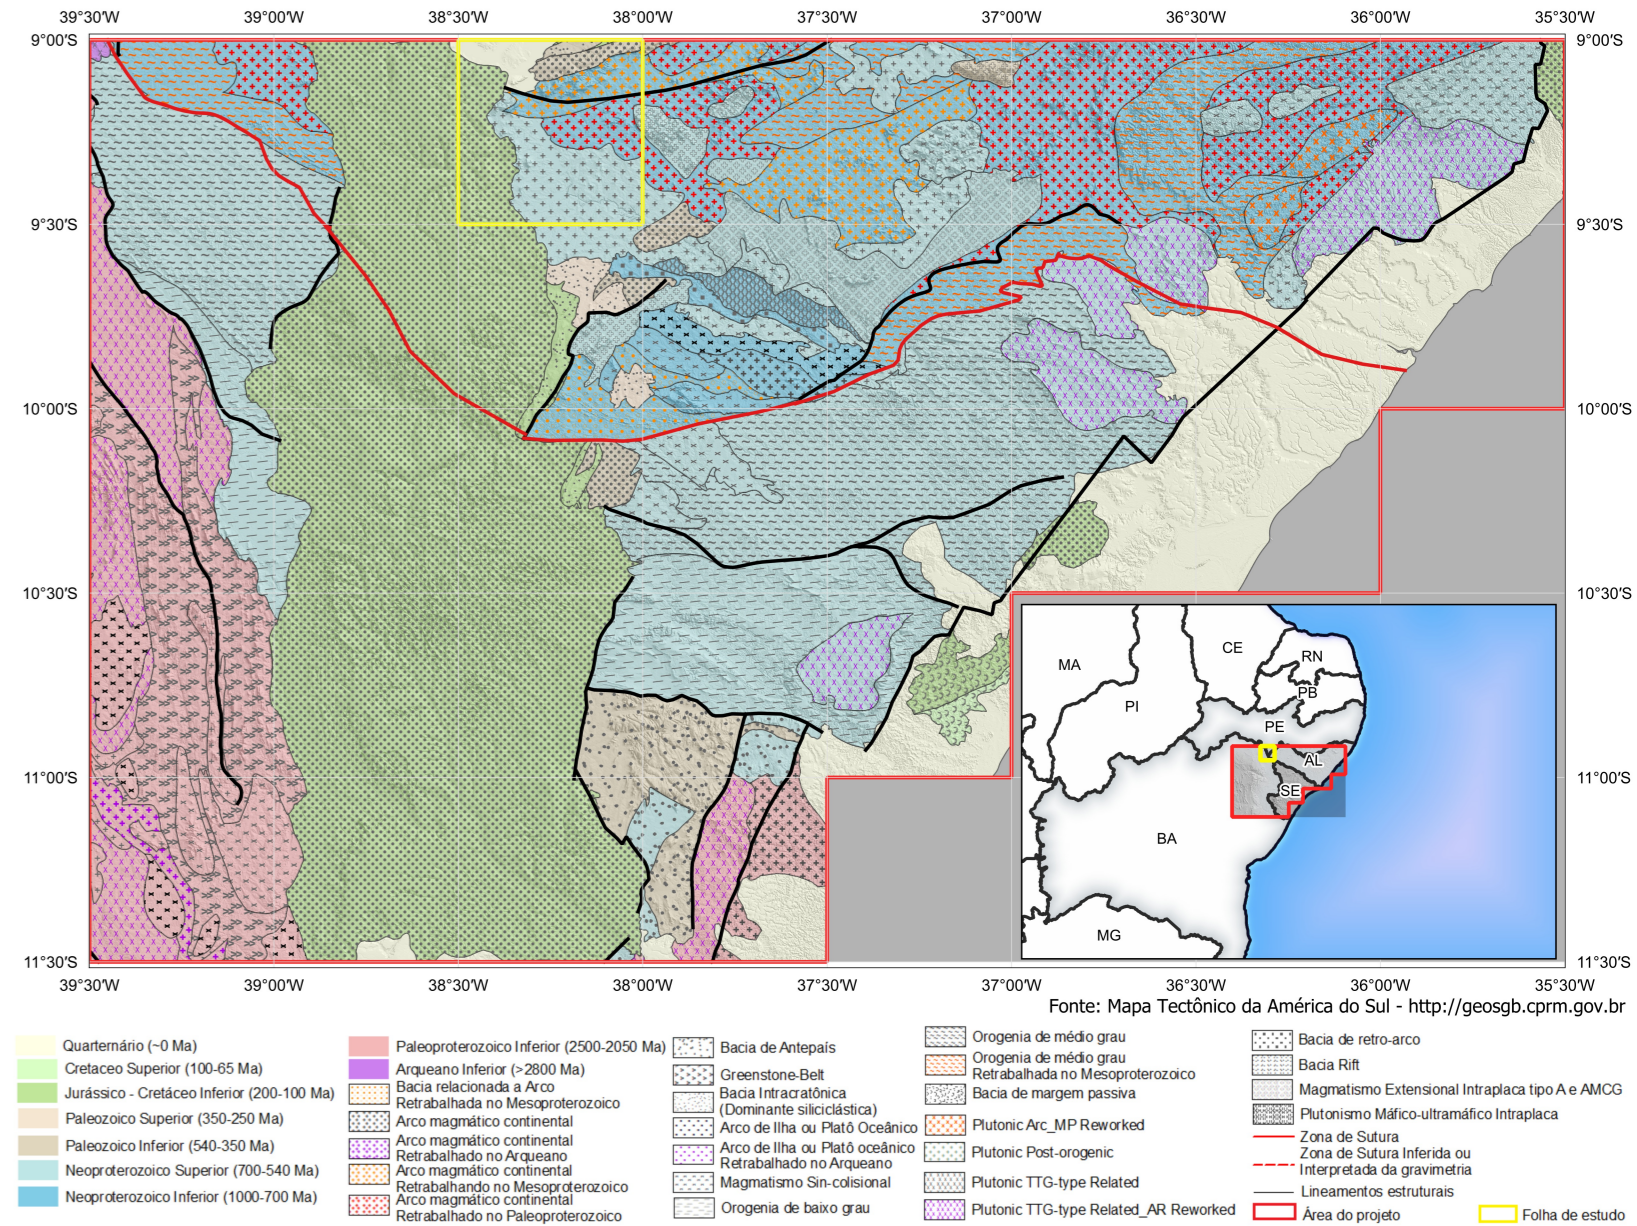 39°30'W 39°00'W 38°30'W 38°00'W 37°30'W 37°00'W 36°30'W 36°00'W 35°30'W
9°00'S 9°00'S
9°30'S 9°30'S
10°00'S 10°00'S
10°30'S 10°30'S
11°00'S 11°00'S
11°30'S 11°30'S
MA
CE
RN
PB
PI
PE
AL
SE
BA
MG
39°30'W 39°00'W 38°30'W 38°00'W 37°30'W 37°00'W 36°30'W 36°00'W 35°30'W
Fonte: Mapa Tectônico da América do Sul - http://geosgb.cprm.gov.br
Quarternário (~0 Ma)
Cretaceo Superior (100-65 Ma)
Jurássico - Cretáceo Inferior (200-100 Ma)
Paleozoico Superior (350-250 Ma)
Paleozoico Inferior (540-350 Ma)
Neoproterozoico Superior (700-540 Ma)
Neoproterozoico Inferior (1000-700 Ma)
Paleoproterozoico Inferior (2500-2050 Ma)
Arqueano Inferior (>2800 Ma)
Bacia relacionada a Arco
Retrabalhada no Mesoproterozoico
Arco magmático continental
Arco magmático continental
Retrabalhado no Arqueano
Arco magmático continental
Retrabalhando no Mesoproterozoico
Arco magmático continental
Retrabalhado no Paleoproterozoico
Bacia de Antepaís
Greenstone-Belt
Bacia Intracratônica
(Dominante siliciclástica)
Arco de Ilha ou Platô Oceânico
Arco de Ilha ou Platô oceânico
Retrabalhado no Arqueano
Magmatismo Sin-colisional
Orogenia de baixo grau
Orogenia de médio grau
Orogenia de médio grau
Retrabalhada no Mesoproterozoico
Bacia de margem passiva
Plutonic Arc_MP Reworked
Plutonic Post-orogenic
Plutonic TTG-type Related
Plutonic TTG-type Related_AR Reworked
Bacia de retro-arco
Bacia Rift
Magmatismo Extensional Intraplaca tipo A e AMCG
Plutonismo Máfico-ultramáfico Intraplaca
Zona de Sutura
Zona de Sutura Inferida ou
Interpretada da gravimetria
Lineamentos estruturais
Área do projeto
Folha de estudo